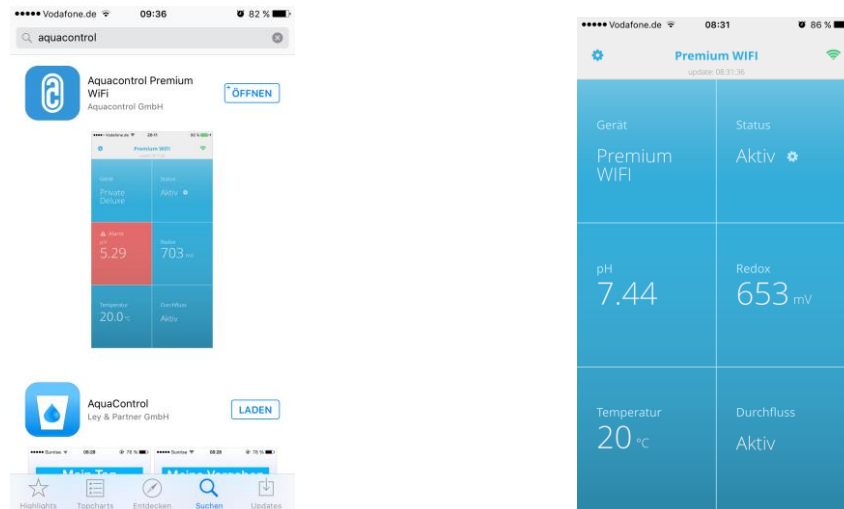 Vodafone.de 09:36 82 %
aquacontrol
Aquacontrol Premium
WiFi
Aquacontrol GmbH
+ÖFFNEN
Premium WIFI
Gerät
Status
Private
Deluxe
Aktiv
Alarm
pH
5.29
Redox
703 mV
Temperatur
20.0 °C
Durchfluss
Aktiv
AquaControl
Ley & Partner GmbH
LADEN
Highlights
Topcharts
Entdecken
Suchen
Updates
Vodafone.de 08:31 86 %
Premium WIFI
update: 08:31:36
Gerät
Premium
WIFI
Status
Aktiv
pH
7.44
Redox
653 mV
Temperatur
20 °C
Durchfluss
Aktiv